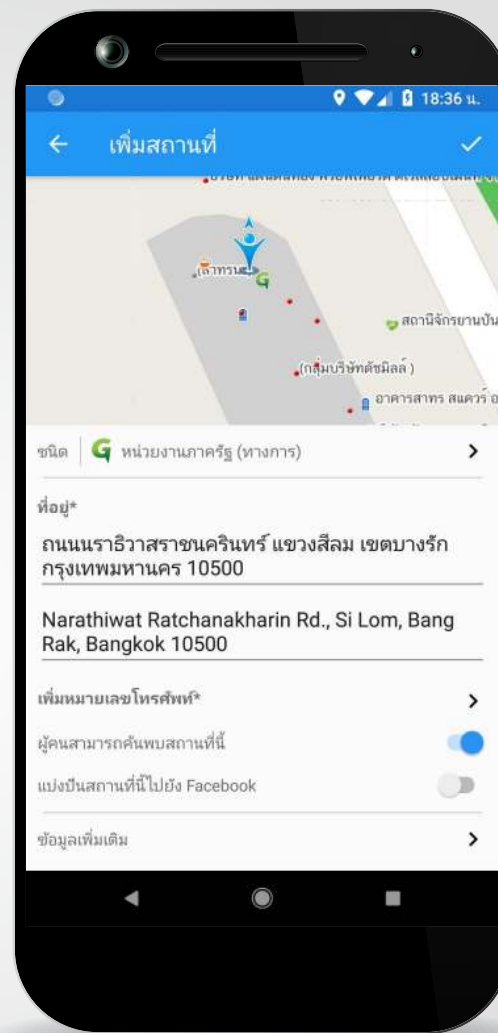 18:36 น.
เพิ่มสถานที่
สถานีจักรยานปัน
(กลุ่มบริษัทดัชมิลล์ )
อาคารสาทร สแควร์ อ
ชนิด G หน่วยงานภาครัฐ (ทางการ)
ที่อยู่*
ถนนนราธิวาสราชนครินทร์ แขวงสีลม เขตบางรัก
กรุงเทพมหานคร 10500
Narathiwat Ratchanakharin Rd., Si Lom, Bang
Rak, Bangkok 10500
เพิ่มหมายเลขโทรศัพท์*
ผู้คนสามารถค้นพบสถานที่นี้
แบ่งปันสถานที่นี้ไปยัง Facebook
ข้อมูลเพิ่มเติม